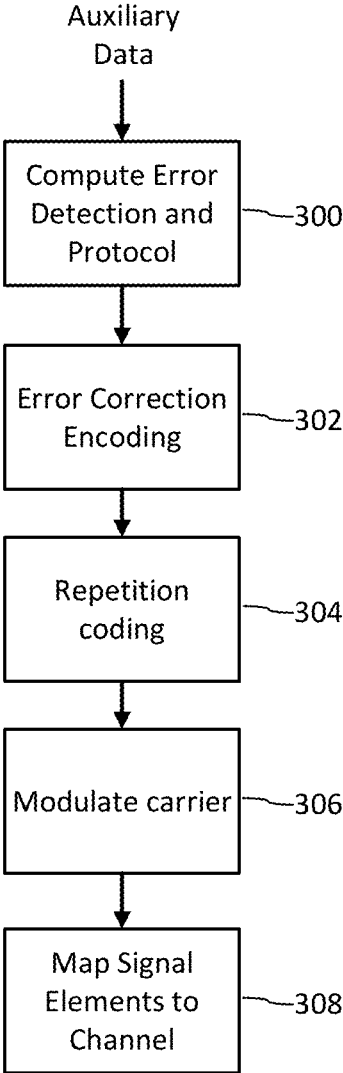 Auxiliary
Data
Compute Error
Detection and
Protocol
300
Error Correction
Encoding
302
Repetition
coding
304
Modulate carrier
306
Map Signal
Elements to
Channel
308